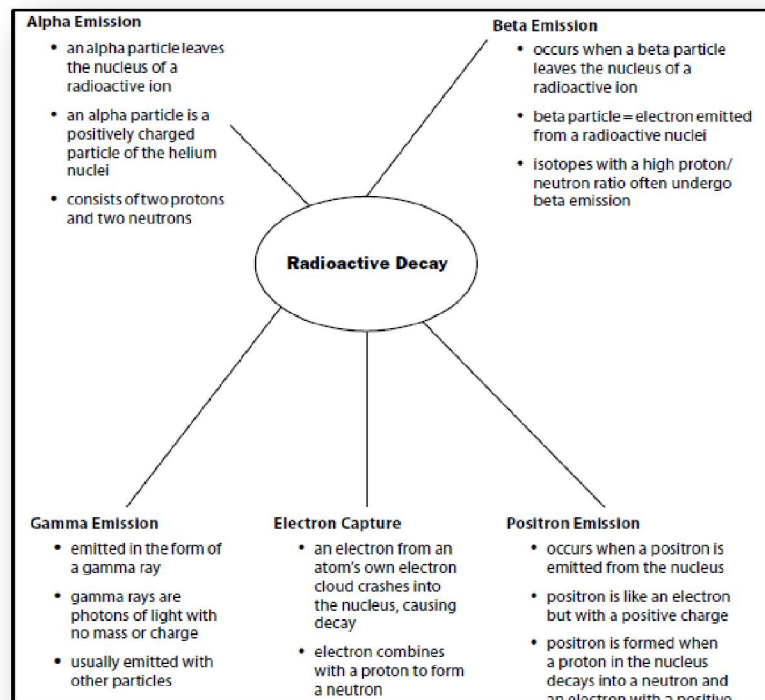 Alpha Emission
• an alpha particle leaves
the nucleus of a
radioactive ion
• an alpha particle is a
positively charged
particle of the helium
nuclei
• consists of two protons
and two neutrons
Beta Emission
• occurs when a beta particle
leaves the nucleus of a
radioactive ion
• beta particle = electron emitted
from a radioactive nuclei
• isotopes with a high proton/
neutron ratio often undergo
beta emission
Radioactive Decay
Gamma Emission
• emitted in the form of
a gamma ray
• gamma rays are
photons of light with
no mass or charge
• usually emitted with
other particles
Electron Capture
• an electron from an
atom's own electron
cloud crashes into
the nucleus, causing
decay
• electron combines
with a proton to form
a neutron
Positron Emission
• occurs when a positron is
emitted from the nucleus
• positron is like an electron
but with a positive charge
• positron is formed when
a proton in the nucleus
decays into a neutron and
an electron with a positive